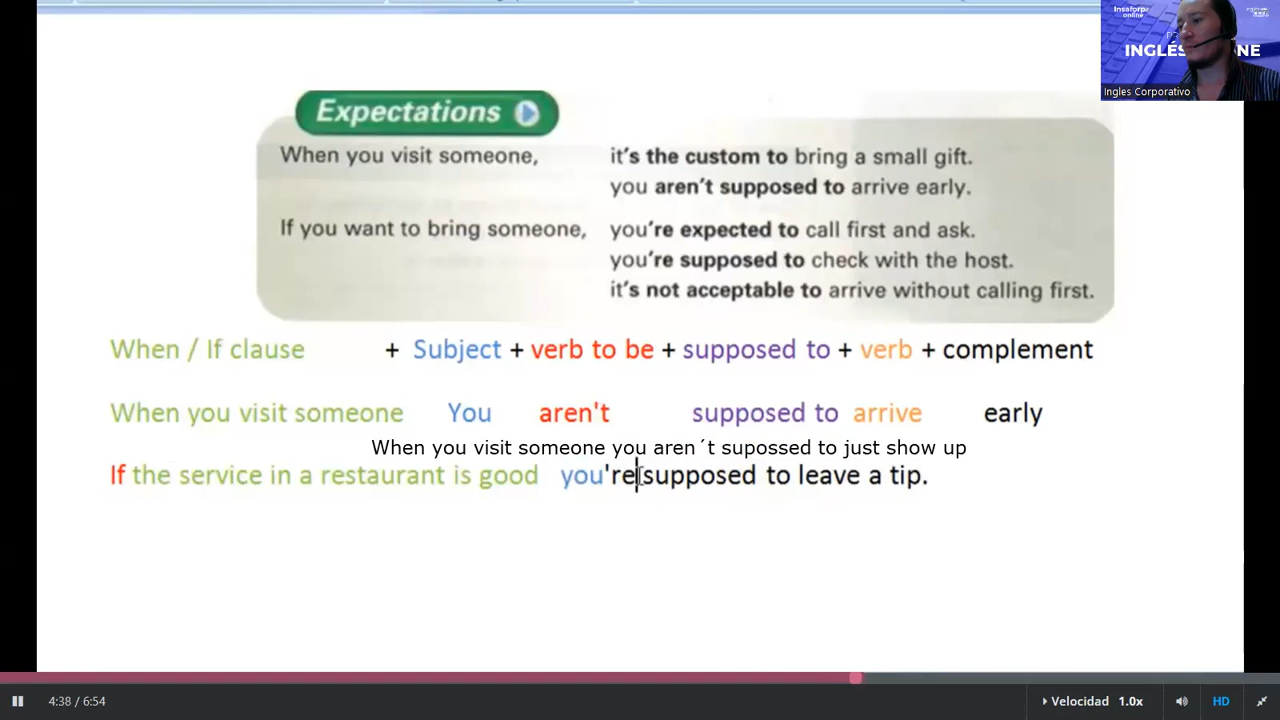 Insaforp
online
INGLÉS
NE
Ingles Corporativo
Expectations
When you visit someone, it's the custom to bring a small gift.
you aren't supposed to arrive early.
If you want to bring someone, you're expected to call first and ask.
you're supposed to check with the host.
it's not acceptable to arrive without calling first.
When / If clause + Subject + verb to be + supposed to + verb + complement
When you visit someone You aren't supposed to arrive early
When you visit someone you aren´t supossed to just show up
If the service in a restaurant is good you're supposed to leave a tip.
4:38 / 6:54 Velocidad 1.0x HD